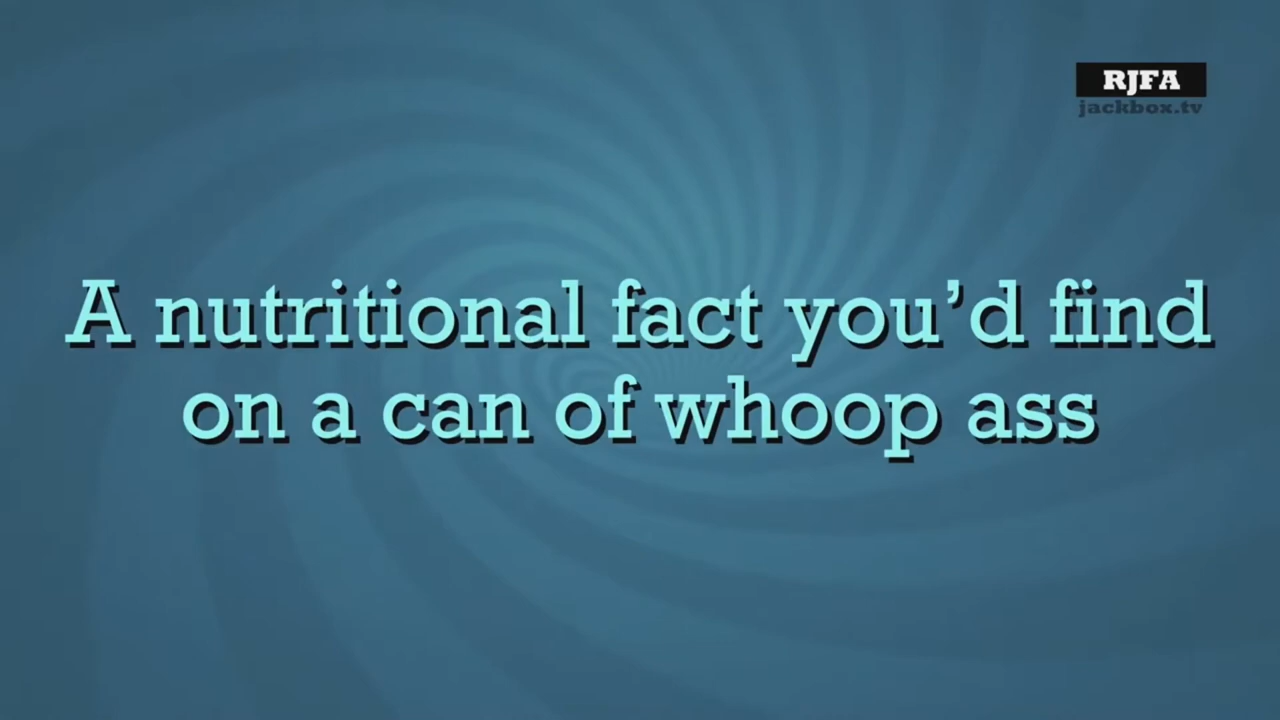 RJFA
jackbox.tv
A nutritional fact you’d find
on a can of whoop ass